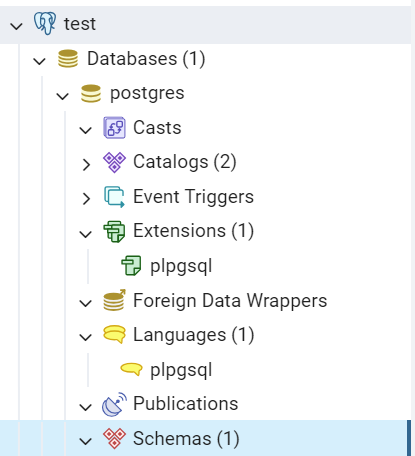 test
Databases (1)
postgres
Casts
Catalogs (2)
Event Triggers
Extensions (1)
plpgsql
Foreign Data Wrappers
Languages (1)
plpgsql
Publications
Schemas (1)